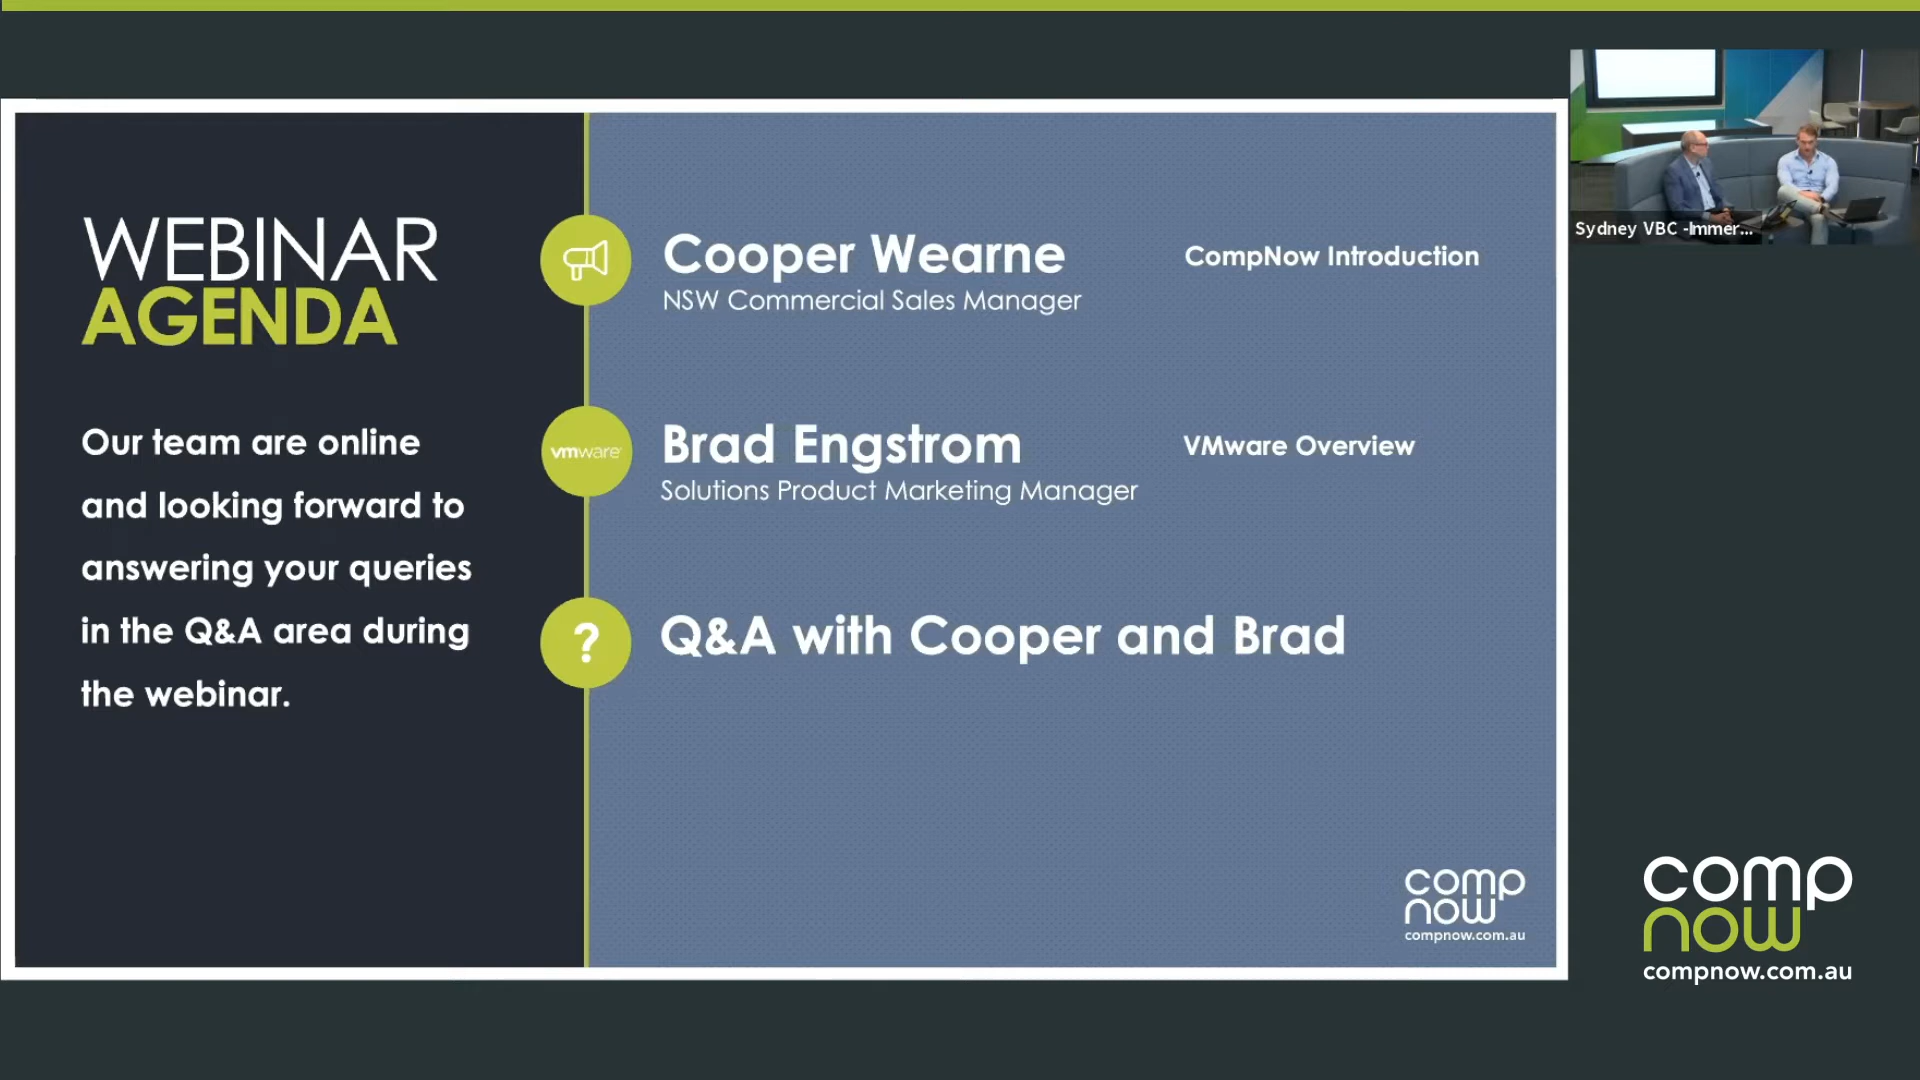 WEBINAR
AGENDA
Our team are online
and looking forward to
answering your queries
in the Q&A area during
the webinar.
Cooper Wearne
NSW Commercial Sales Manager
CompNow Introduction
vmware
Brad Engstrom
Solutions Product Marketing Manager
VMware Overview
?
Q&A with Cooper and Brad
comp
now
compnow.com.au
Sydney VBC -Immer...
comp
now
compnow.com.au